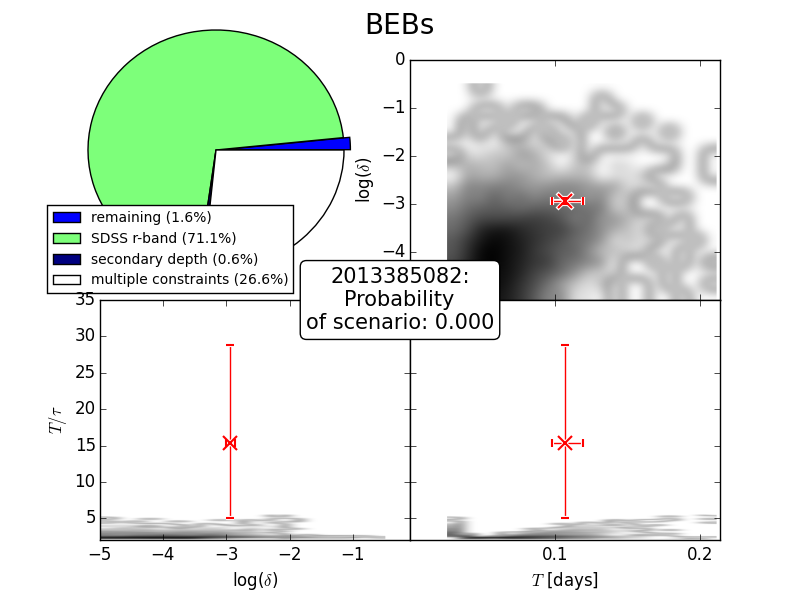 BEBs
remaining (1.6%)
SDSS r-band (71.1%)
secondary depth (0.6%)
multiple constraints (26.6%)
0
−1
−2
−3
−4
log(δ)
2013385082:
Probability
of scenario: 0.000
35
30
25
20
15
10
5
T/τ
−5 −4 −3 −2 −1
log(δ)
0.1 0.2
T [days]